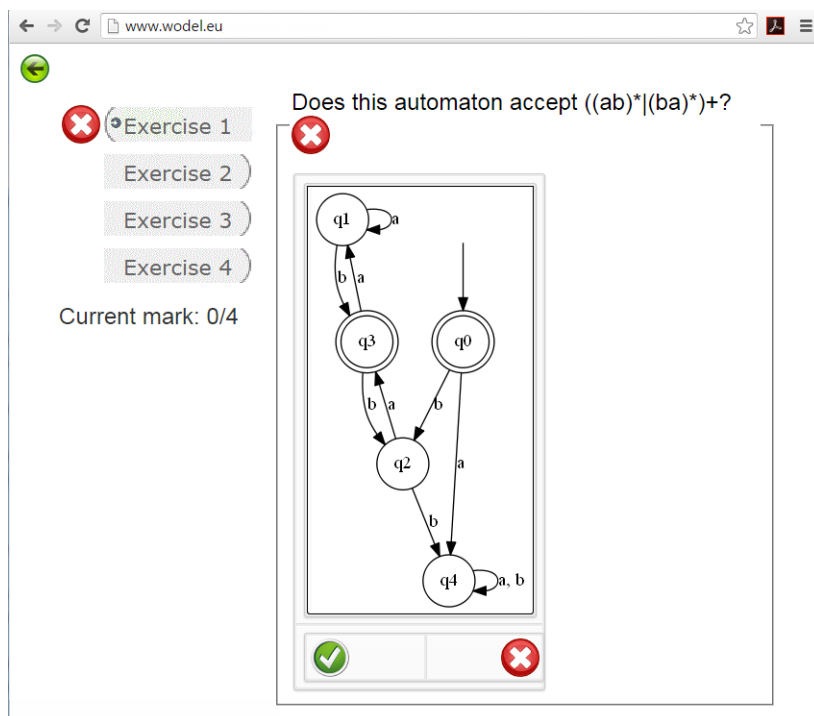 www.wodel.eu
Does this automaton accept ((ab)*|(ba)*)+?
Exercise 1
Exercise 2
Exercise 3
Exercise 4
Current mark: 0/4
q1
a
b a
q3
q0
b a
b
q2
a
b
q4
a, b